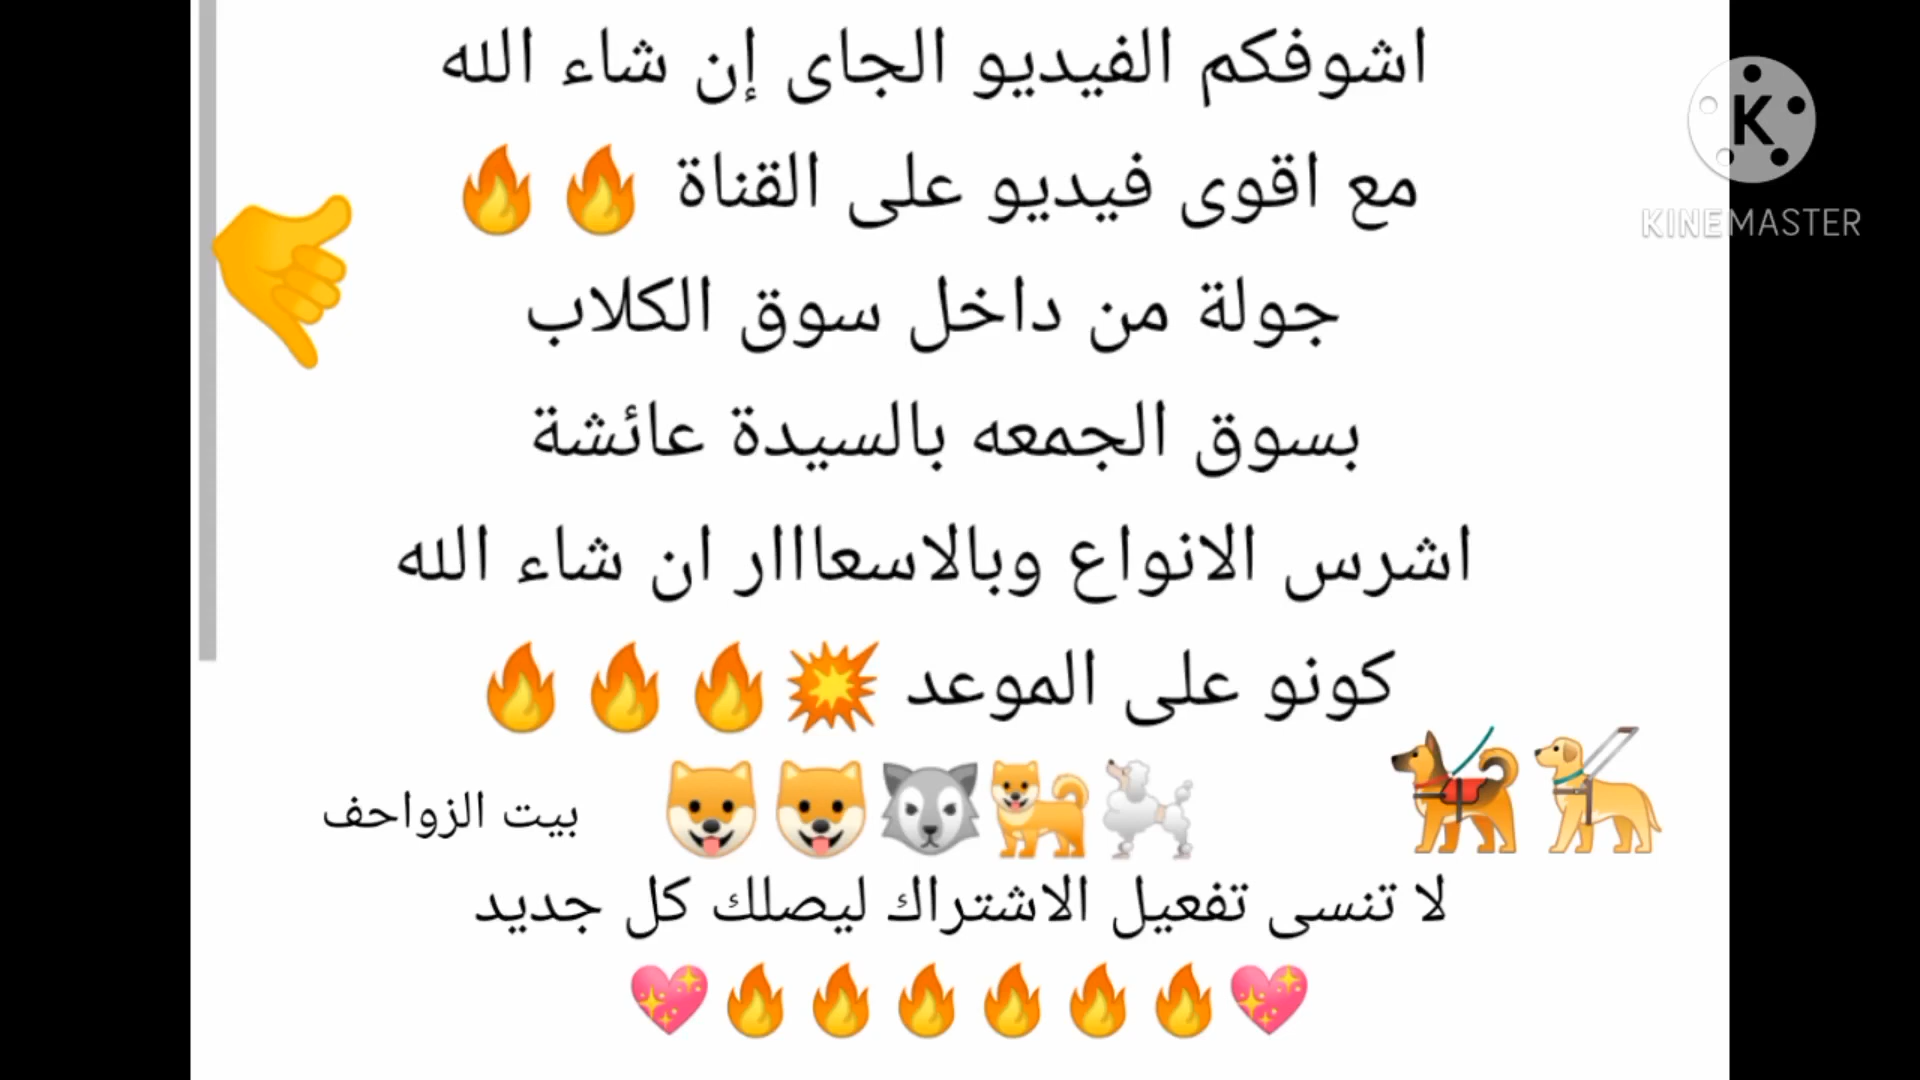 اشوفكم الفيديو الجاى إن شاء الله
مع اقوى فيديو على القناة 🔥🔥
جولة من داخل سوق الكلاب
بسوق الجمعه بالسيدة عائشة
اشرس الانواع وبالاسعااار ان شاء الله
كونو على الموعد 💥🔥🔥🔥
بيت الزواحف
لا تنسى تفعيل الاشتراك ليصلك كل جديد
💖🔥🔥🔥🔥🔥🔥💖
K
KINEMASTER